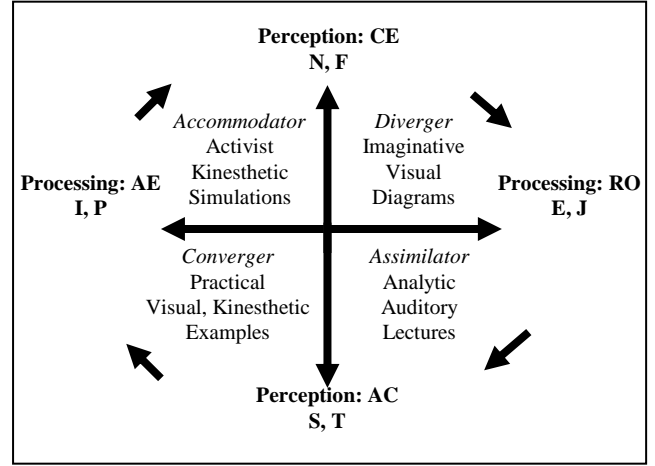 Perception: CE
N, F
Accommodator
Activist
Kinesthetic
Simulations
Diverger
Imaginative
Visual
Diagrams
Processing: AE
I, P
Processing: RO
E, J
Converger
Practical
Visual, Kinesthetic
Examples
Assimilator
Analytic
Auditory
Lectures
Perception: AC
S, T